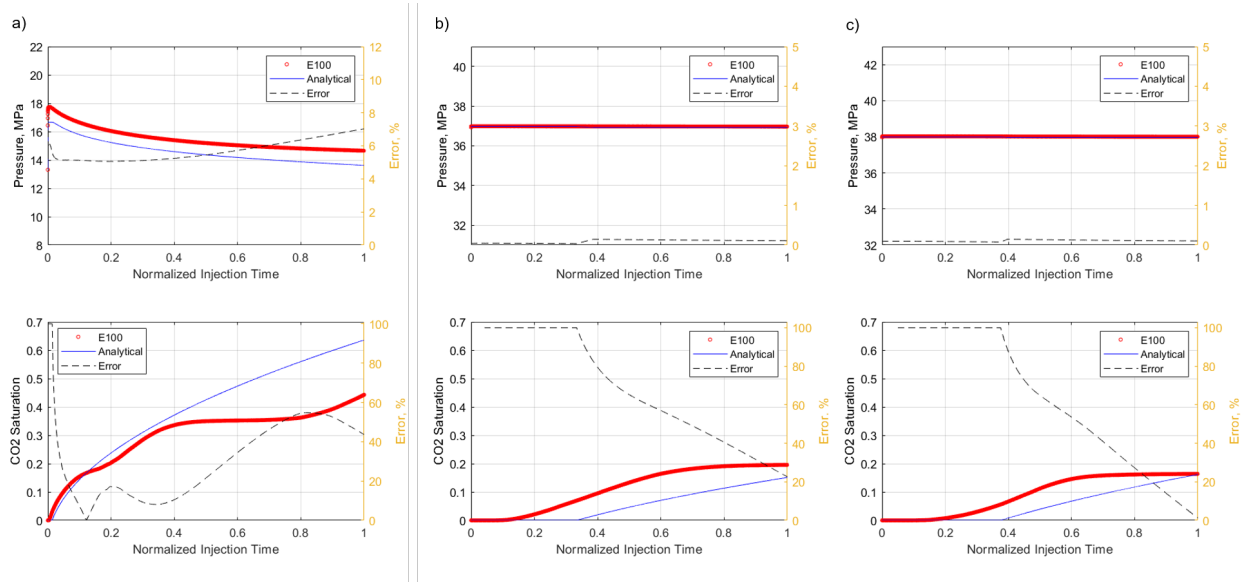 a)
22
20
18
16
14
12
10
8
Pressure, MPa
12
10
8
6
4
2
0
Error, %
E100
Analytical
Error
0 0.2 0.4 0.6 0.8 1
Normalized Injection Time
b)
40
38
36
34
32
Pressure, MPa
5
4
3
2
1
0
Error, %
E100
Analytical
Error
0 0.2 0.4 0.6 0.8 1
Normalized Injection Time
c)
42
40
38
36
34
32
Pressure, MPa
5
4
3
2
1
0
Error, %
E100
Analytical
Error
0 0.2 0.4 0.6 0.8 1
Normalized Injection Time
0.7
0.6
0.5
0.4
0.3
0.2
0.1
0
CO2 Saturation
100
80
60
40
20
0
Error, %
E100
Analytical
Error
0 0.2 0.4 0.6 0.8 1
Normalized Injection Time
0.7
0.6
0.5
0.4
0.3
0.2
0.1
0
CO2 Saturation
100
80
60
40
20
0
Error, %
E100
Analytical
Error
0 0.2 0.4 0.6 0.8 1
Normalized Injection Time
0.7
0.6
0.5
0.4
0.3
0.2
0.1
0
CO2 Saturation
100
80
60
40
20
0
Error, %
E100
Analytical
Error
0 0.2 0.4 0.6 0.8 1
Normalized Injection Time